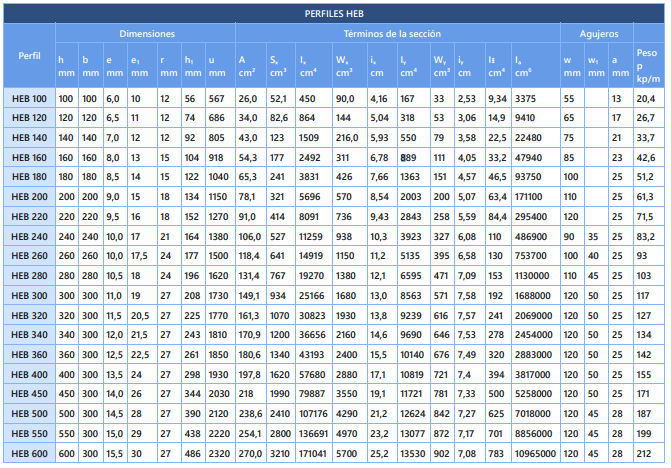 PERFILES HEB
Perfil Dimensiones Términos de la sección Agujeros Peso p kp/m
h mm b mm e mm e₁ mm r mm h₁ mm u mm A cm² Sₓ cm³ Iₓ cm⁴ Wₓ cm³ iₓ cm Iᵧ cm⁴ Wᵧ cm³ iᵧ cm Iₜ cm⁴ Iₐ cm⁶ w mm w₁ mm a mm
HEB 100 100 100 6,0 10 12 56 567 26,0 52,1 450 90,0 4,16 167 33 2,53 9,34 3375 55 13 20,4
HEB 120 120 120 6,5 11 12 74 686 34,0 82,6 864 144 5,04 318 53 3,06 14,9 9410 65 17 26,7
HEB 140 140 140 7,0 12 12 92 805 43,0 123 1509 216,0 5,93 550 79 3,58 22,5 22480 75 21 33,7
HEB 160 160 160 8,0 13 15 104 918 54,3 177 2492 311 6,78 889 111 4,05 33,2 47940 85 23 42,6
HEB 180 180 180 8,5 14 15 122 1040 65,3 241 3831 426 7,66 1363 151 4,57 46,5 93750 100 25 51,2
HEB 200 200 200 9,0 15 18 134 1150 78,1 321 5696 570 8,54 2003 200 5,07 63,4 171100 110 25 61,3
HEB 220 220 220 9,5 16 18 152 1270 91,0 414 8091 736 9,43 2843 258 5,59 84,4 295400 120 25 71,5
HEB 240 240 240 10,0 17 21 164 1380 106,0 527 11259 938 10,3 3923 327 6,08 110 486900 90 35 25 83,2
HEB 260 260 260 10,0 17,5 24 177 1500 118,4 641 14919 1150 11,2 5135 395 6,58 130 753700 100 40 25 93
HEB 280 280 280 10,5 18 24 196 1620 131,4 767 19270 1380 12,1 6595 471 7,09 153 1130000 110 45 25 103
HEB 300 300 300 11,0 19 27 208 1730 149,1 934 25166 1680 13,0 8563 571 7,58 192 1688000 120 50 25 117
HEB 320 320 300 11,5 20,5 27 225 1770 161,3 1070 30823 1930 13,8 9239 616 7,57 241 2069000 120 50 25 127
HEB 340 340 300 12,0 21,5 27 243 1810 170,9 1200 36656 2160 14,6 9690 646 7,53 278 2454000 120 50 25 134
HEB 360 360 300 12,5 22,5 27 261 1850 180,6 1340 43193 2400 15,5 10140 676 7,49 320 2883000 120 50 25 142
HEB 400 400 300 13,5 24 27 298 1930 197,8 1620 57680 2880 17,1 10819 721 7,4 394 3817000 120 50 25 155
HEB 450 450 300 14,0 26 27 344 2030 218 1990 79887 3550 19,1 11721 781 7,33 500 5258000 120 50 25 171
HEB 500 500 300 14,5 28 27 390 2120 238,6 2410 107176 4290 21,2 12624 842 7,27 625 7018000 120 45 28 187
HEB 550 550 300 15,0 29 27 438 2220 254,1 2800 136691 4970 23,2 13077 872 7,17 701 8856000 120 45 28 199
HEB 600 600 300 15,5 30 27 486 2320 270,0 3210 171041 5700 25,2 13530 902 7,08 783 10965000 120 45 28 212